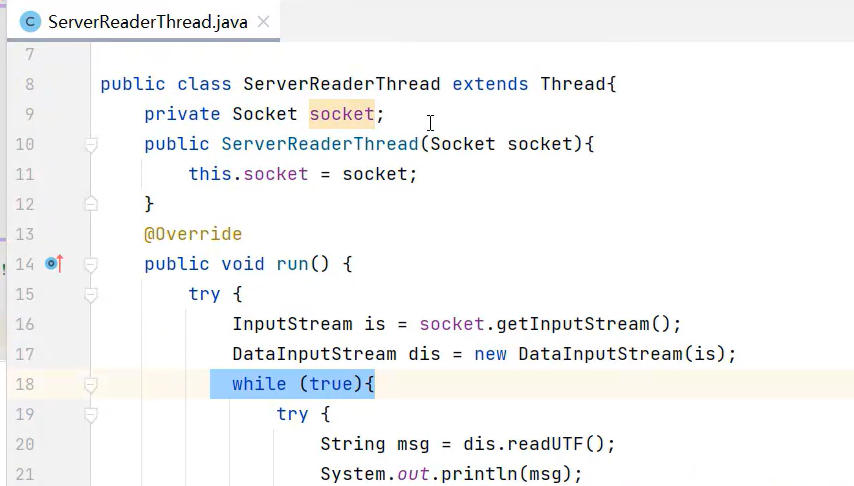 C ServerReaderThread.java ×
7
8 public class ServerReaderThread extends Thread{
9 private Socket socket;
10 public ServerReaderThread(Socket socket){
11 this.socket = socket;
12 }
13 @Override
14 public void run() {
15 try {
16 InputStream is = socket.getInputStream();
17 DataInputStream dis = new DataInputStream(is);
18 while (true){
19 try {
20 String msg = dis.readUTF();
21 System.out.println(msg);